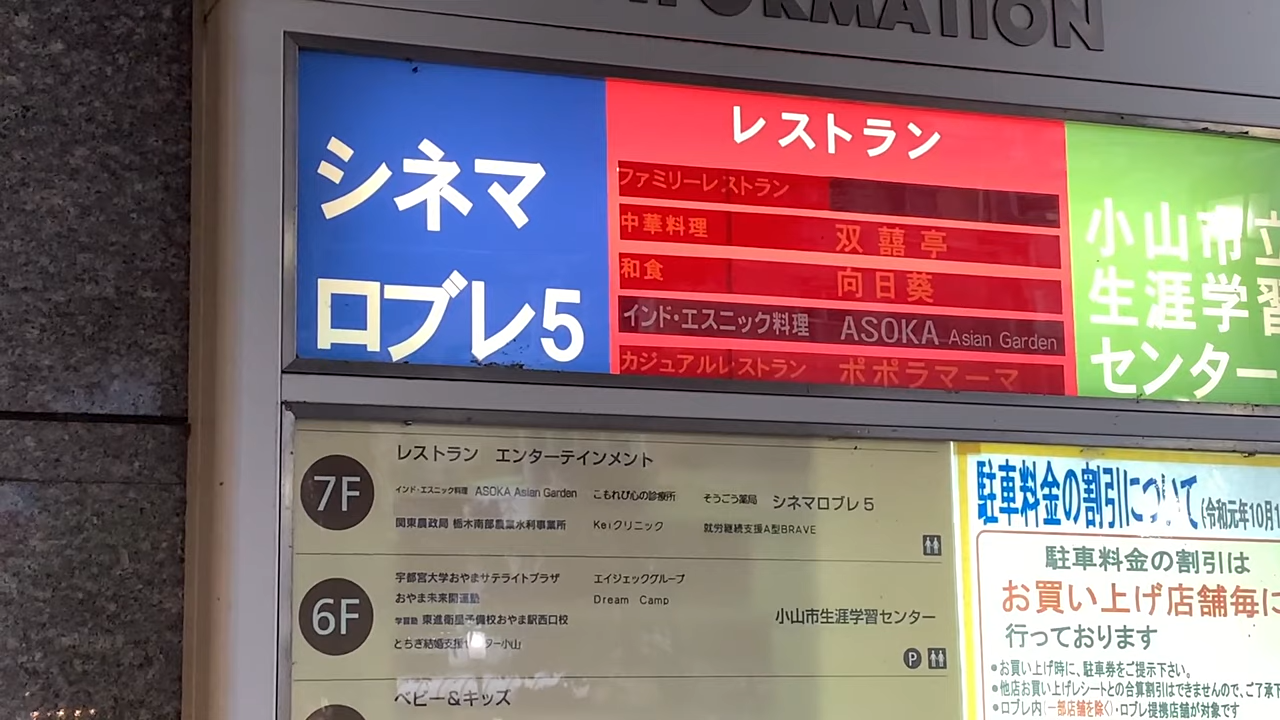 INFORMATION
シネマ
ロブレ5
レストラン
ファミリーレストラン
中華料理 双囍亭
和食 向日葵
インド・エスニック料理 ASOKA Asian Garden
カジュアルレストラン ポポラマーマ
小山市立
生涯学習
センター
7F
レストラン エンターテインメント
インド・エスニック料理 ASOKA Asian Garden こもれび心の診療所 そうごう薬局 シネマロブレ5
関東農政局 栃木南部農業水利事業所 Keiクリニック 就労継続支援A型BRAVE
6F
宇都宮大学おやまサテライトプラザ エイジェックグループ
おやま未来開運塾 Dream Camp
学習塾 東進衛星予備校おやま駅西口校 小山市生涯学習センター
とちぎ結婚支援センター小山
P
ベビー&キッズ
駐車料金の割引について(令和元年10月1
駐車料金の割引は
お買い上げ店舗毎に
行っております
●お買い上げ時に、駐車券をご提示下さい。
●他店お買い上げレシートとの合算割引はできませんので、ご了承下
●ロブレ内(一部店舗を除く)・ロブレ提携店舗が対象です